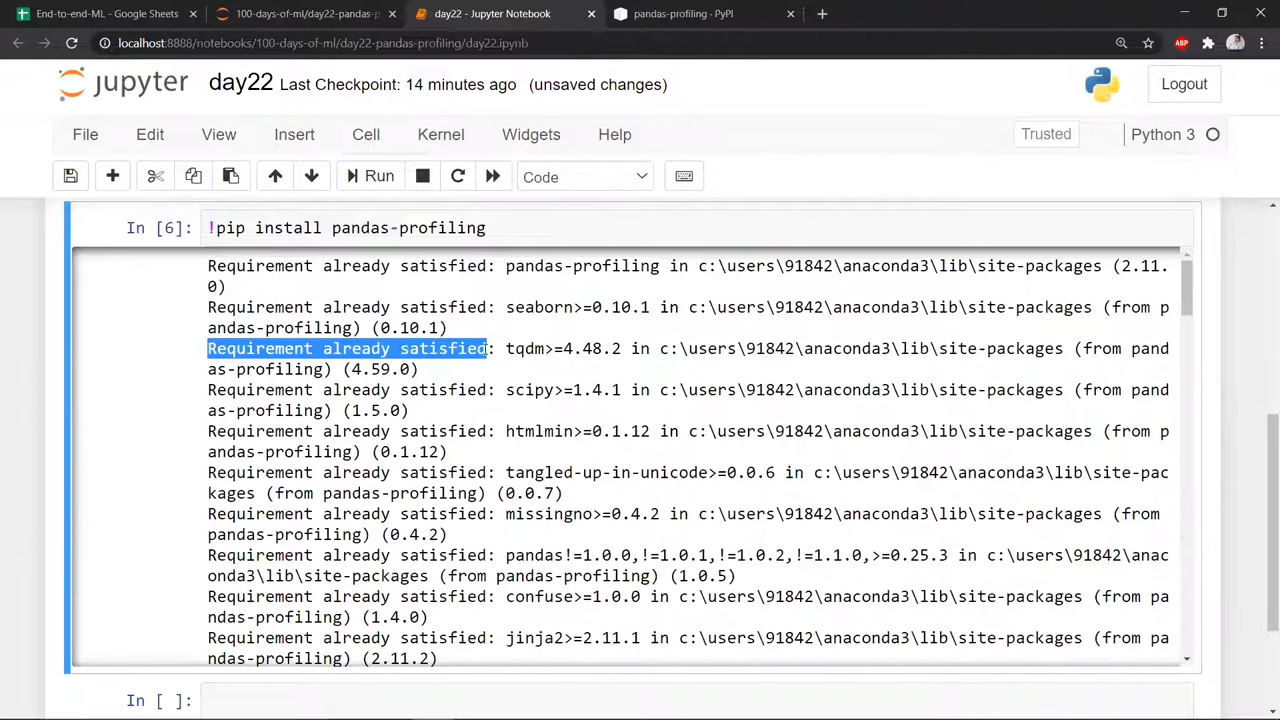 End-to-end-ML - Google Sheets
100-days-of-ml/day22-pandas-p
day22 - Jupyter Notebook
pandas-profiling · PyPI
localhost:8888/notebooks/100-days-of-ml/day22-pandas-profiling/day22.ipynb
ABP
jupyter day22 Last Checkpoint: 14 minutes ago (unsaved changes)
Logout
File Edit View Insert Cell Kernel Widgets Help
Trusted
Python 3
Run
Code
In [6]: !pip install pandas-profiling
Requirement already satisfied: pandas-profiling in c:\users\91842\anaconda3\lib\site-packages (2.11.
0)
Requirement already satisfied: seaborn>=0.10.1 in c:\users\91842\anaconda3\lib\site-packages (from p
andas-profiling) (0.10.1)
Requirement already satisfied: tqdm>=4.48.2 in c:\users\91842\anaconda3\lib\site-packages (from pand
as-profiling) (4.59.0)
Requirement already satisfied: scipy>=1.4.1 in c:\users\91842\anaconda3\lib\site-packages (from pand
as-profiling) (1.5.0)
Requirement already satisfied: htmlmin>=0.1.12 in c:\users\91842\anaconda3\lib\site-packages (from p
andas-profiling) (0.1.12)
Requirement already satisfied: tangled-up-in-unicode>=0.0.6 in c:\users\91842\anaconda3\lib\site-pac
kages (from pandas-profiling) (0.0.7)
Requirement already satisfied: missingno>=0.4.2 in c:\users\91842\anaconda3\lib\site-packages (from
pandas-profiling) (0.4.2)
Requirement already satisfied: pandas!=1.0.0,!=1.0.1,!=1.0.2,!=1.1.0,>=0.25.3 in c:\users\91842\anac
onda3\lib\site-packages (from pandas-profiling) (1.0.5)
Requirement already satisfied: confuse>=1.0.0 in c:\users\91842\anaconda3\lib\site-packages (from pa
ndas-profiling) (1.4.0)
Requirement already satisfied: jinja2>=2.11.1 in c:\users\91842\anaconda3\lib\site-packages (from pa
ndas-profiling) (2.11.2)
In [ ]: